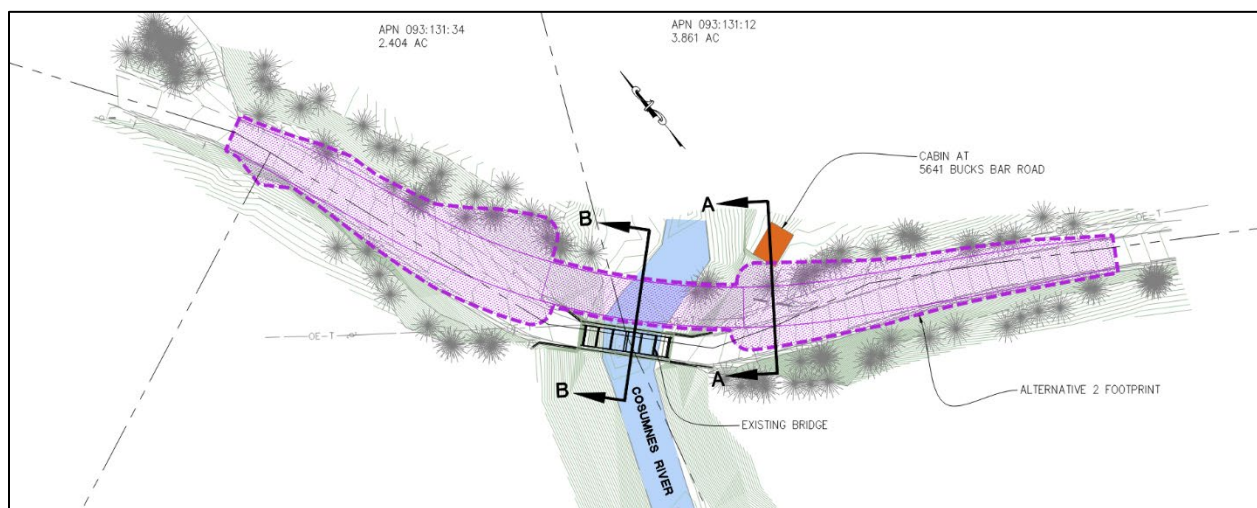 APN 093:131:34
2.404 AC
APN 093:131:12
3.861 AC
CABIN AT
5641 BUCKS BAR ROAD
B
A
OE-T
OE-T
A
B
ALTERNATIVE 2 FOOTPRINT
EXISTING BRIDGE
COSUMNES RIVER